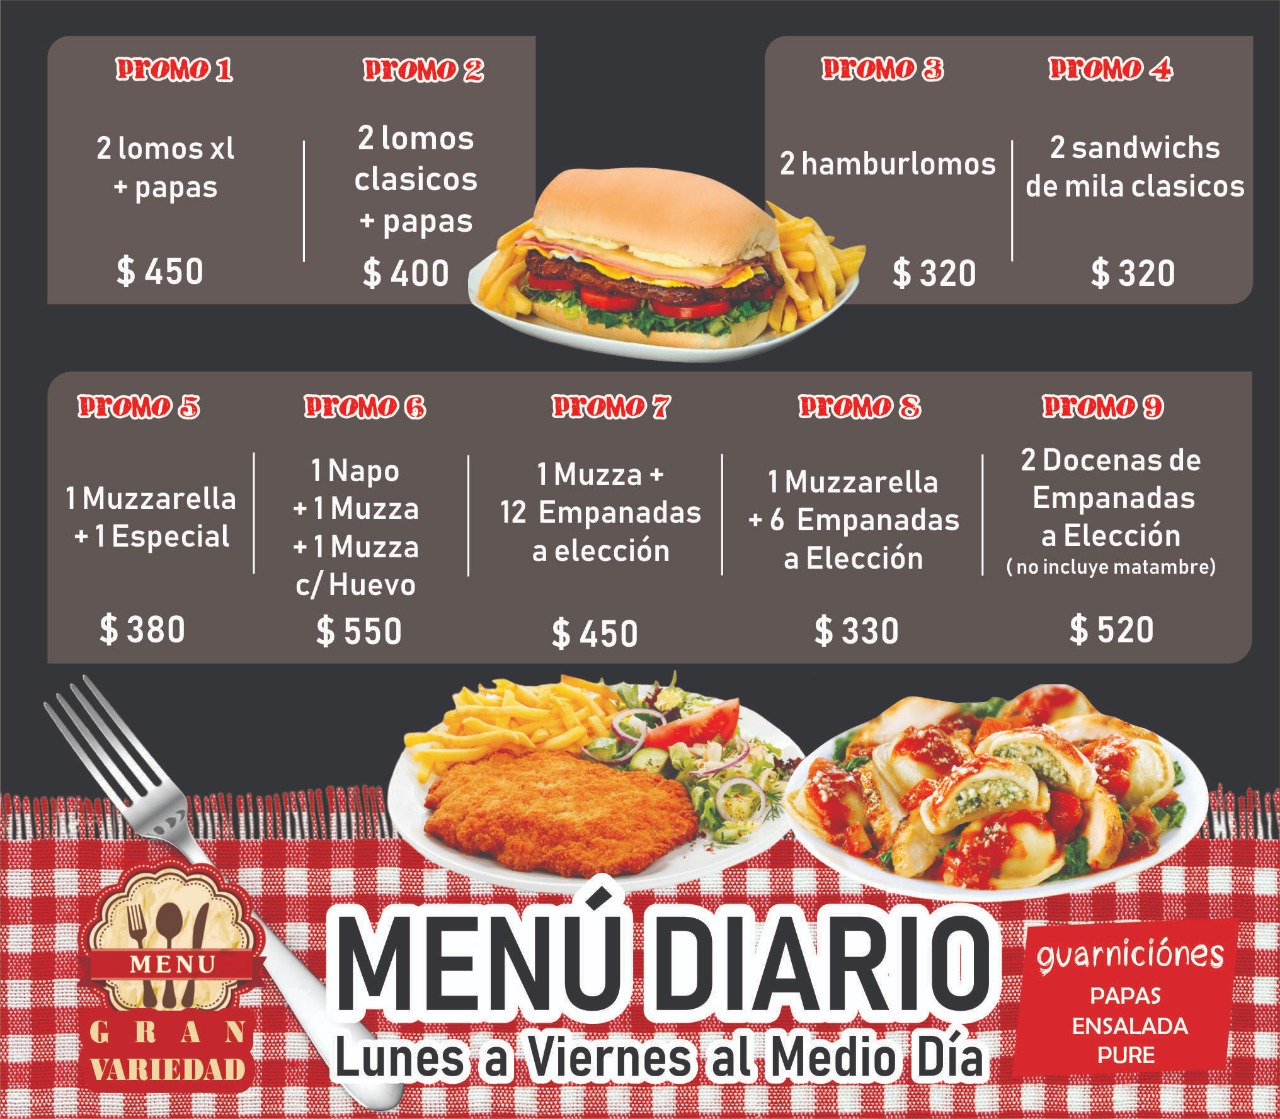 PROMO 1
2 lomos xl
+ papas
$ 450
PROMO 2
2 lomos
clasicos
+ papas
$ 400
PROMO 3
2 hamburlomos
$ 320
PROMO 4
2 sandwichs
de mila clasicos
$ 320
PROMO 5
1 Muzzarella
+ 1 Especial
$ 380
PROMO 6
1 Napo
+ 1 Muzza
+ 1 Muzza
c/ Huevo
$ 550
PROMO 7
1 Muzza +
12 Empanadas
a elección
$ 450
PROMO 8
1 Muzzarella
+ 6 Empanadas
a Elección
$ 330
PROMO 9
2 Docenas de
Empanadas
a Elección
( no incluye matambre)
$ 520
MENU
GRAN
VARIEDAD
MENÚ DIARIO
Lunes a Viernes al Medio Día
guarniciónes
PAPAS
ENSALADA
PURE